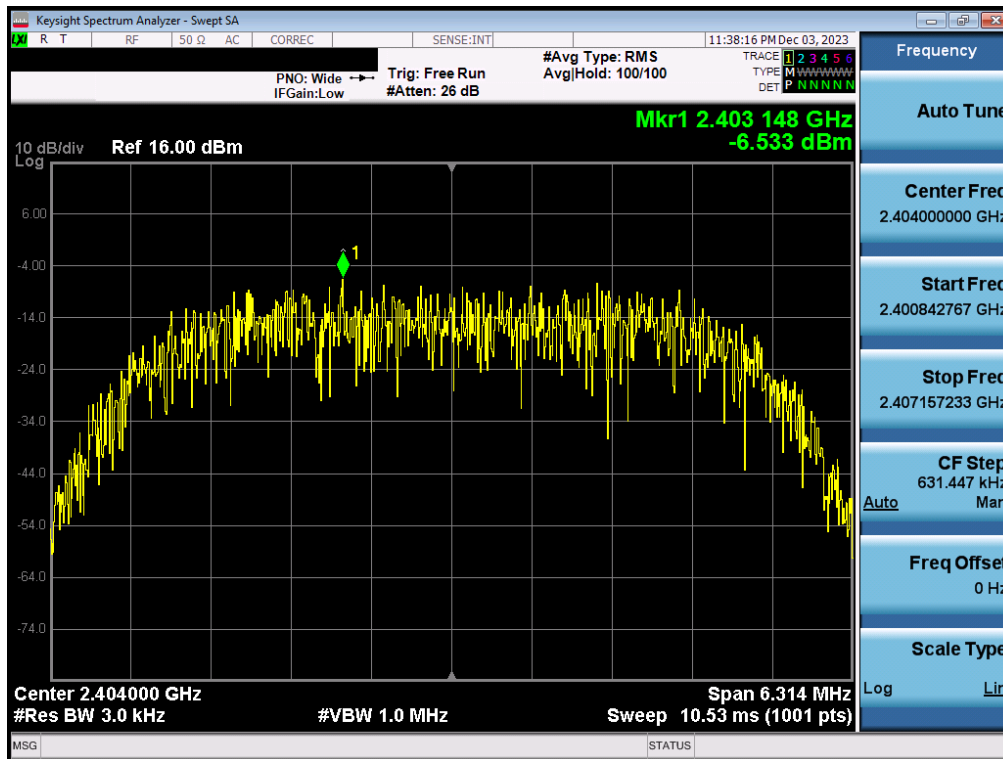 Keysight Spectrum Analyzer - Swept SA
LXI R T RF 50 Ω AC CORREC SENSE:INT 11:38:16 PM Dec 03, 2023
PNO: Wide
IFGain:Low
Trig: Free Run
#Atten: 26 dB
#Avg Type: RMS
Avg|Hold: 100/100
TRACE 1 2 3 4 5 6
TYPE M WWWWW
DET P N N N N N
Mkr1 2.403 148 GHz
-6.533 dBm
10 dB/div Ref 16.00 dBm
Log
6.00
-4.00
-14.0
-24.0
-34.0
-44.0
-54.0
-64.0
-74.0
1
Center 2.404000 GHz Span 6.314 MHz
#Res BW 3.0 kHz #VBW 1.0 MHz Sweep 10.53 ms (1001 pts)
MSG STATUS
Frequency
Auto Tune
Center Freq
2.404000000 GHz
Start Freq
2.400842767 GHz
Stop Freq
2.407157233 GHz
CF Step
631.447 kHz
Auto Man
Freq Offset
0 Hz
Scale Type
Log Lin